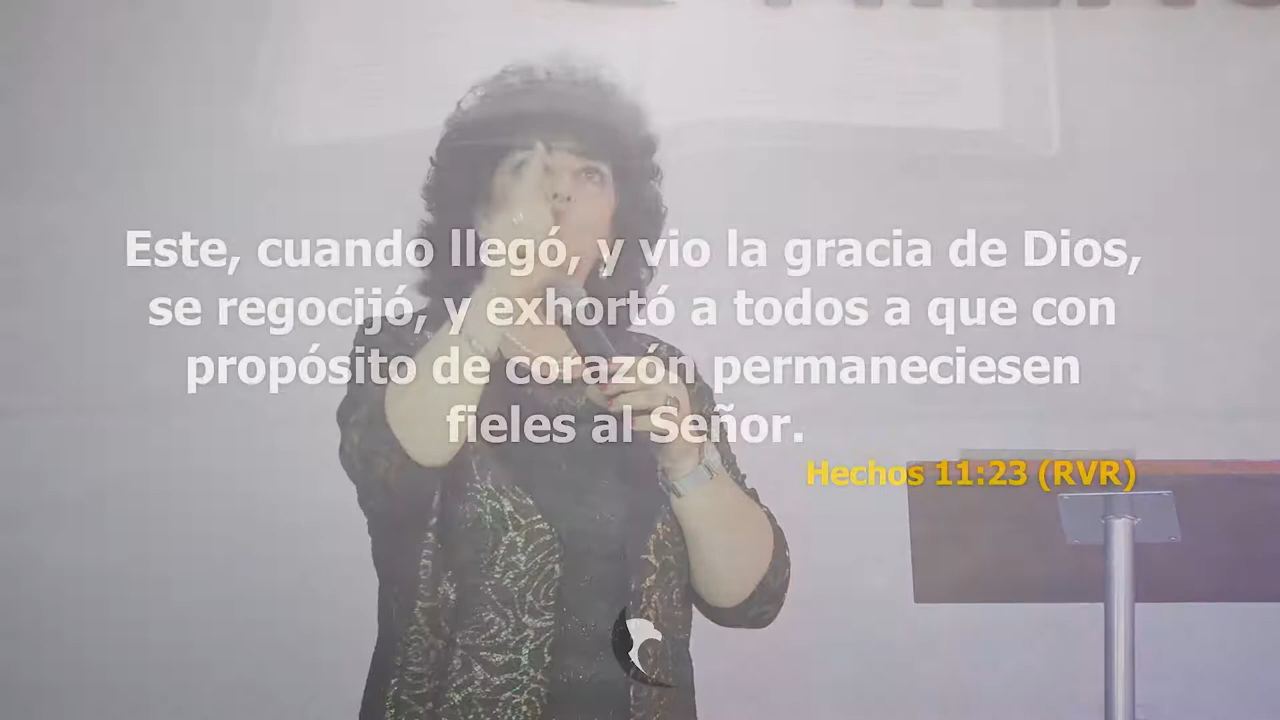 Este, cuando llegó, y vio la gracia de Dios,
se regocijó, y exhortó a todos a que con
propósito de corazón permaneciesen
fieles al Señor.
Hechos 11:23 (RVR)